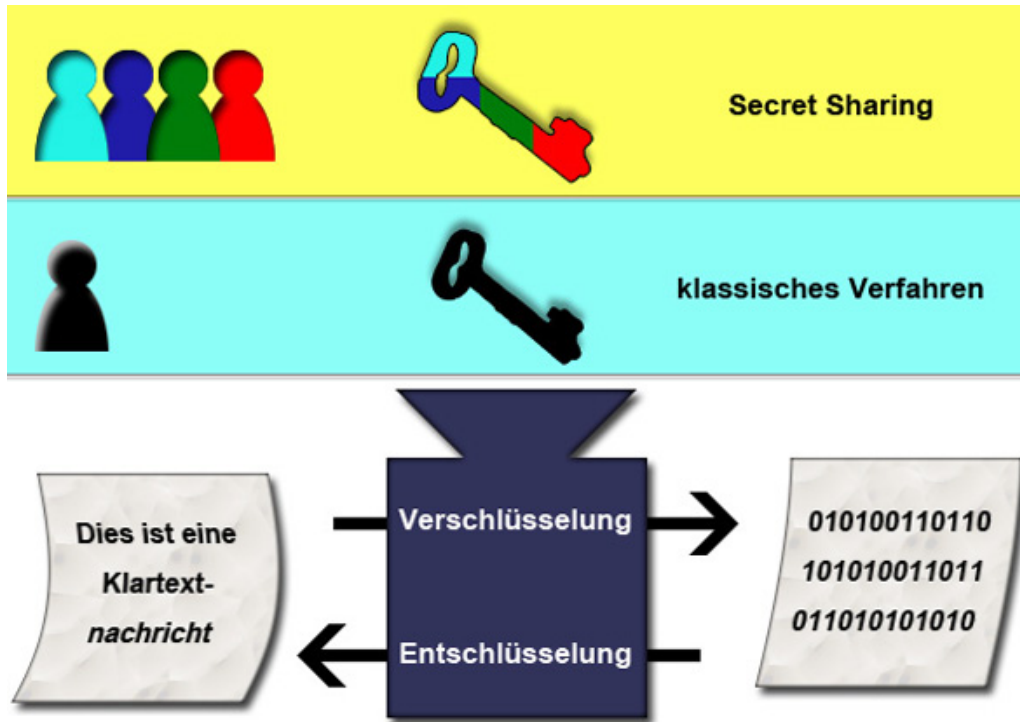 Secret Sharing
klassisches Verfahren
Dies ist eine
Klartext-
nachricht
Verschlüsselung
Entschlüsselung
010100110110
101010011011
011010101010